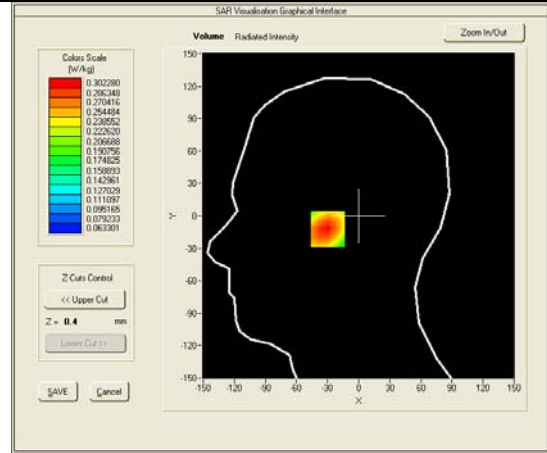 SAR Visualisation Graphical Interface
Volume Radiated Intensity
Zoom In/Out
Colors Scale
(W/kg)
0.302280
0.286348
0.270416
0.254484
0.238552
0.222620
0.206688
0.190756
0.174825
0.158893
0.142961
0.127029
0.111097
0.095165
0.079233
0.063301
Z Cuts Control
<< Upper Cut
Z = 0.4 mm
Lower Cut >>
SAVE Cancel
150
120
90
60
30
0
-30
-60
-90
-120
-150
Y
-150 -120 -90 -60 -30 0 30 60 90 120 150
X